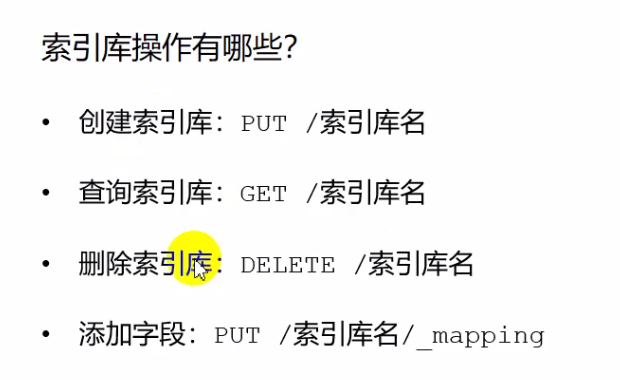 索引库操作有哪些？
• 创建索引库：PUT /索引库名
• 查询索引库：GET /索引库名
• 删除索引库：DELETE /索引库名
• 添加字段：PUT /索引库名/_mapping